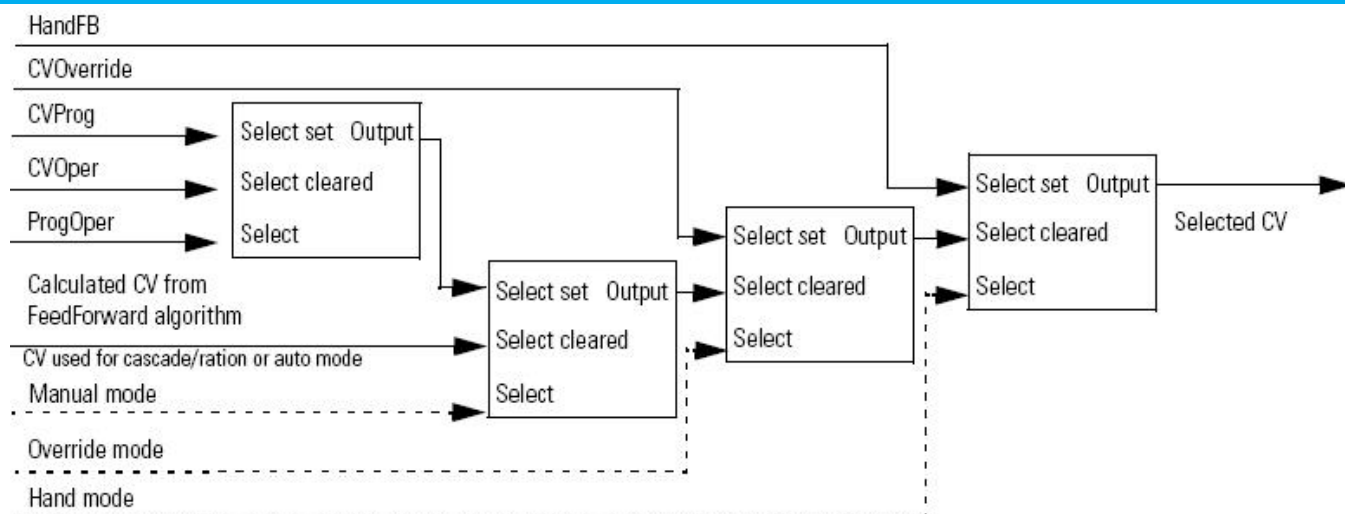 HandFB
CVOverride
CVProg
CVOper
ProgOper
Select set Output
Select cleared
Select
Calculated CV from
FeedForward algorithm
CV used for cascade/ration or auto mode
Manual mode
Override mode
Hand mode
Select set Output
Select cleared
Select
Select set Output
Select cleared
Select
Select set Output
Select cleared
Select
Selected CV